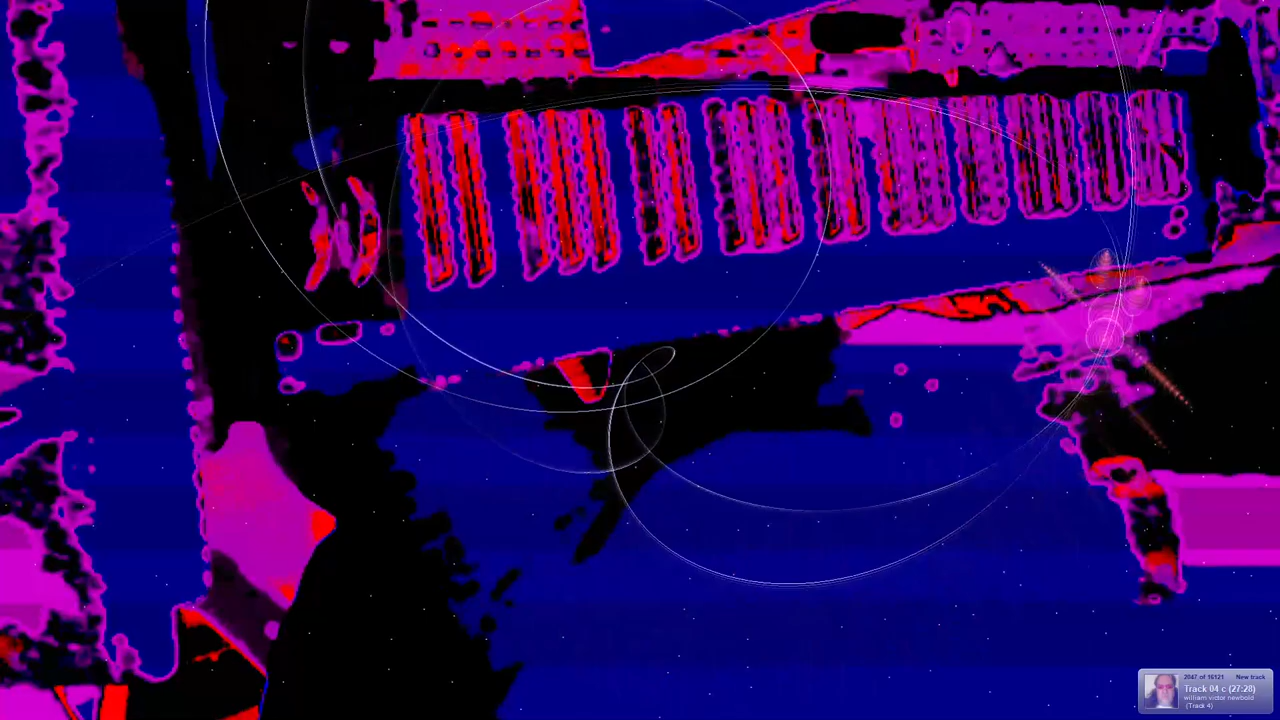 2047 of 16121 New track
Track 04 c (27:28)
william victor newbold
(Track 4)